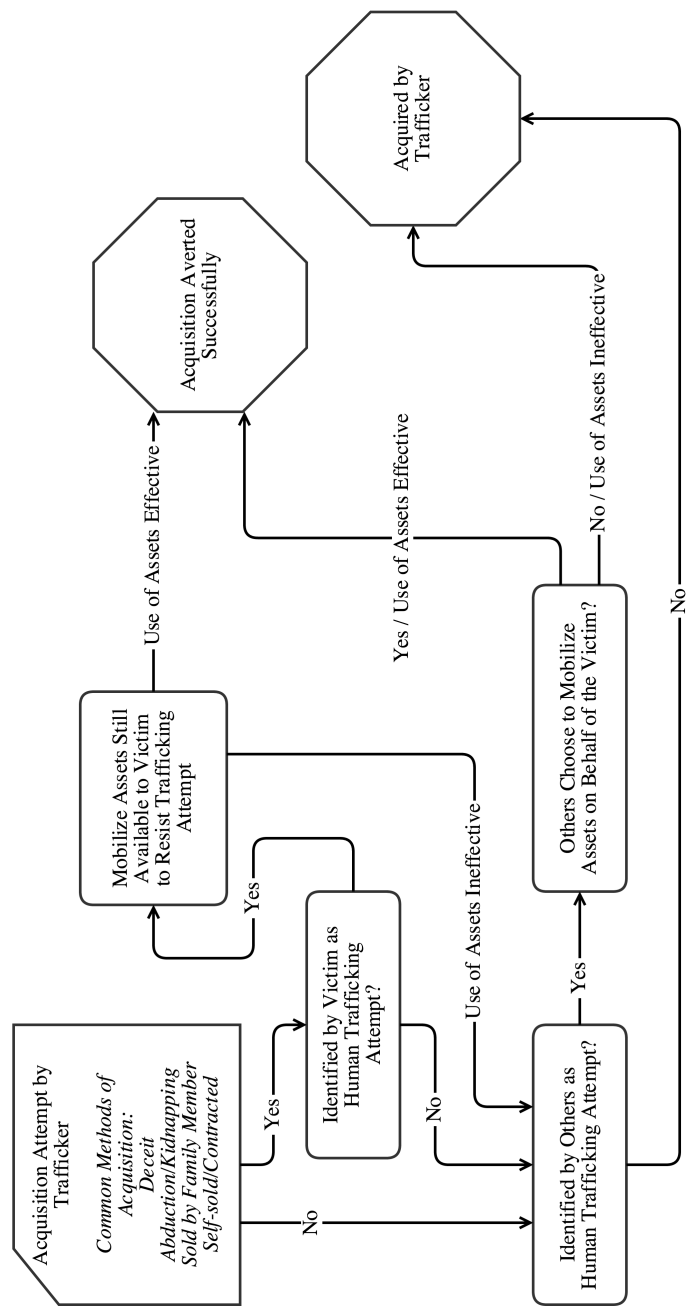 Acquisition Attempt by
Trafficker
Common Methods of
Acquisition:
Deceit
Abduction/Kidnapping
Sold by Family Member
Self-sold/Contracted
Yes
No
Identified by Victim as
Human Trafficking
Attempt?
Yes
No
Mobilize Assets Still
Available to Victim
to Resist Trafficking
Attempt
Use of Assets Effective
Use of Assets Ineffective
Acquisition Averted
Successfully
Identified by Others as
Human Trafficking Attempt?
Yes
No
Others Choose to Mobilize
Assets on Behalf of the Victim?
Yes / Use of Assets Effective
No / Use of Assets Ineffective
Acquired by
Trafficker